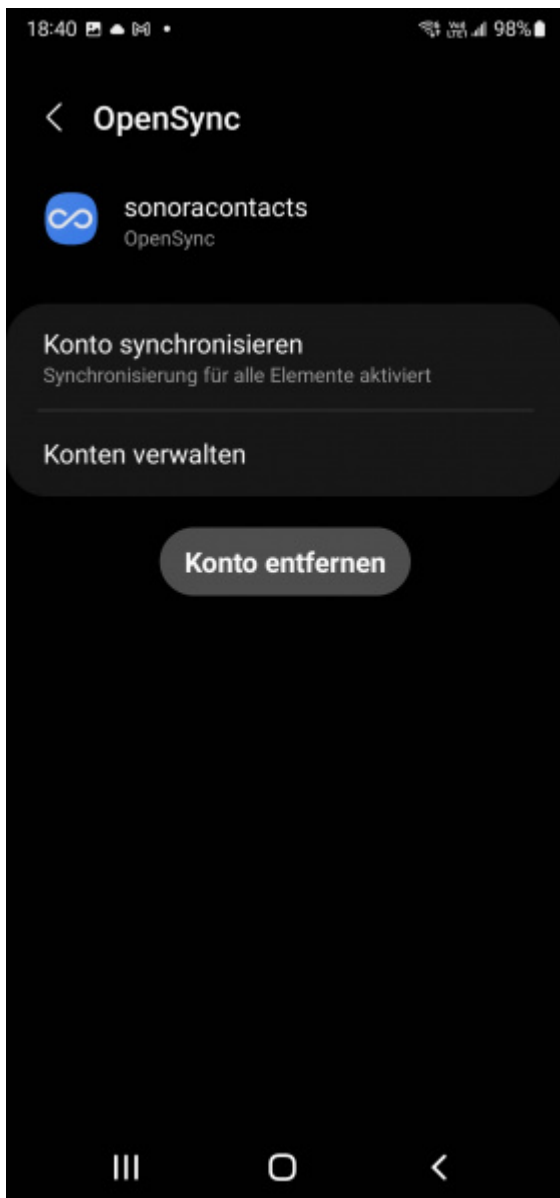 18:40
98%
OpenSync
sonoracontacts
OpenSync
Konto synchronisieren
Synchronisierung für alle Elemente aktiviert
Konten verwalten
Konto entfernen